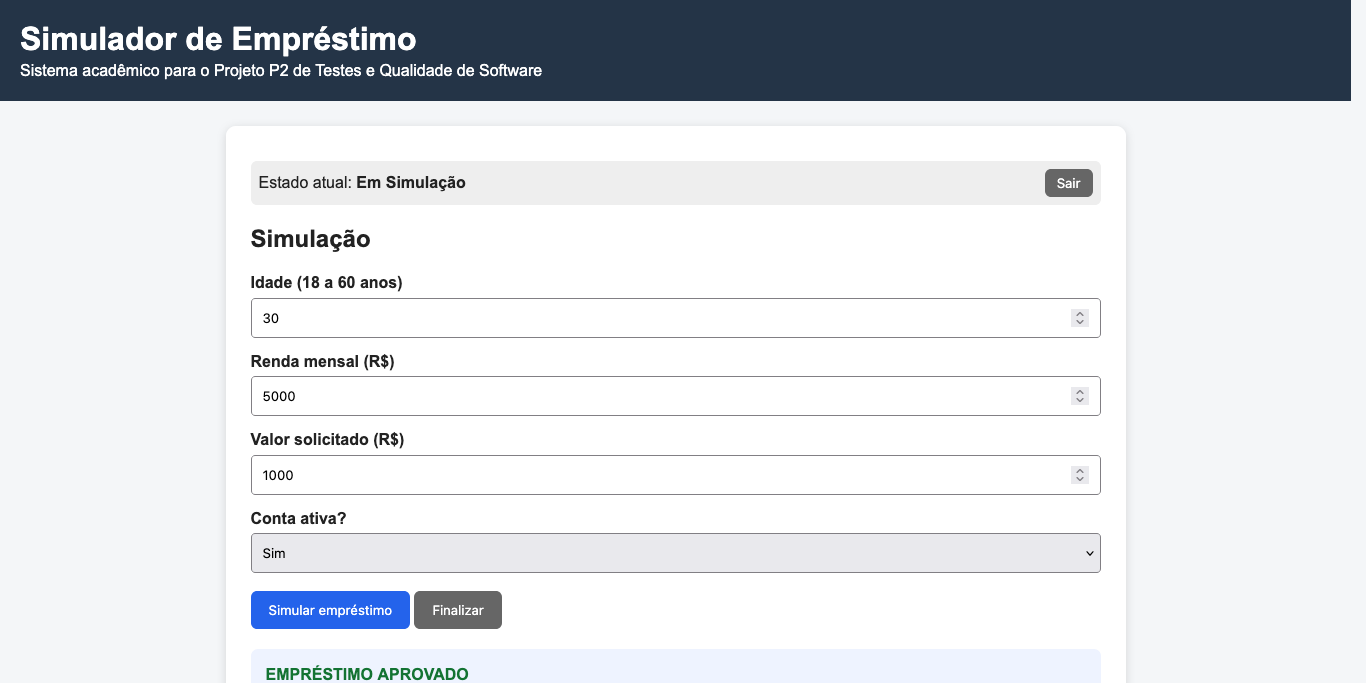 Simulador de Empréstimo
Sistema acadêmico para o Projeto P2 de Testes e Qualidade de Software
Estado atual: Em Simulação
Sair
Simulação
Idade (18 a 60 anos)
30
Renda mensal (R$)
5000
Valor solicitado (R$)
1000
Conta ativa?
Sim
Simular empréstimo
Finalizar
EMPRÉSTIMO APROVADO